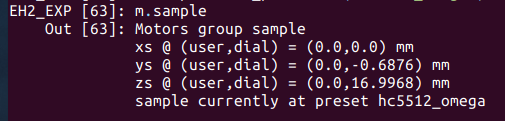 EH2_EXP [63]: m.sample
Out [63]: Motors group sample
xs @ (user,dial) = (0.0,0.0) mm
ys @ (user,dial) = (0.0,-0.6876) mm
zs @ (user,dial) = (0.0,16.9968) mm
sample currently at preset hc5512_omega